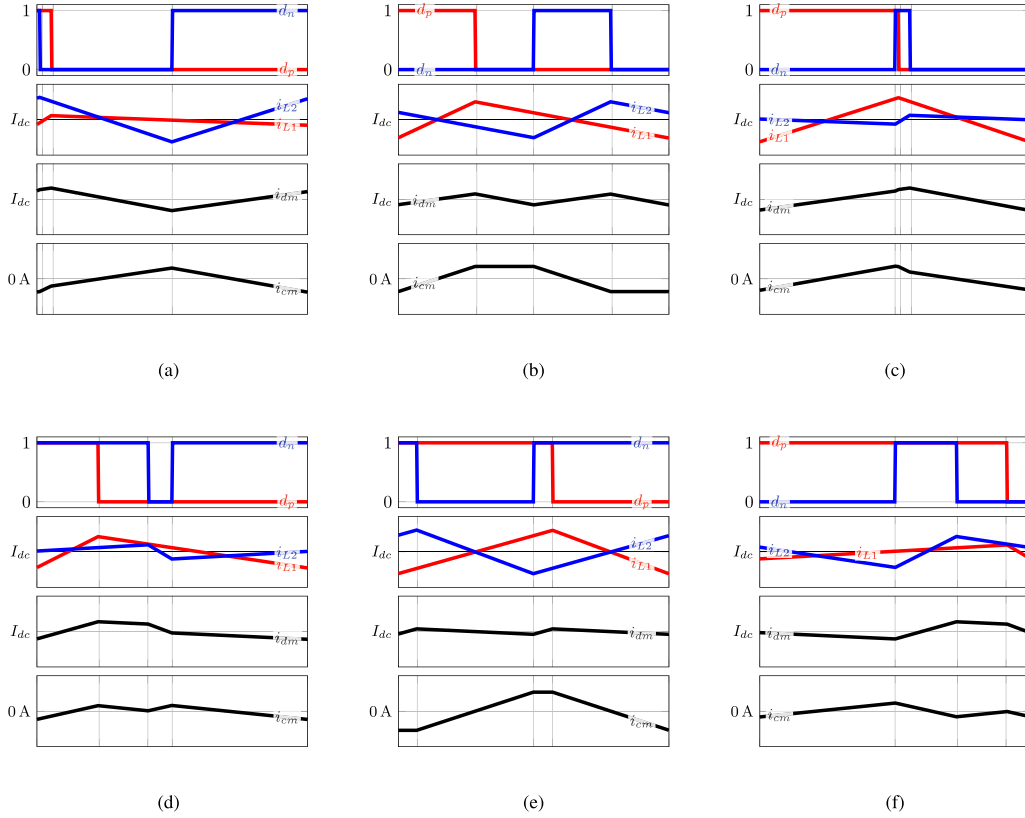 1
d_n
0
d_p
I_dc
i_L2
i_L1
I_dc
i_dm
0 A
i_cm
(a)
d_p
d_n
I_dc
i_L2
i_L1
I_dc
i_dm
0 A
i_cm
(b)
1
d_p
0
d_n
I_dc
i_L2
i_L1
I_dc
i_dm
0 A
i_cm
(c)
1
d_n
0
d_p
I_dc
i_L2
i_L1
I_dc
i_dm
0 A
i_cm
(d)
1
d_n
0
d_p
I_dc
i_L2
i_L1
I_dc
i_dm
0 A
i_cm
(e)
1
d_p
0
d_n
I_dc
i_L2 i_L1
I_dc
i_dm
0 A
i_cm
(f)